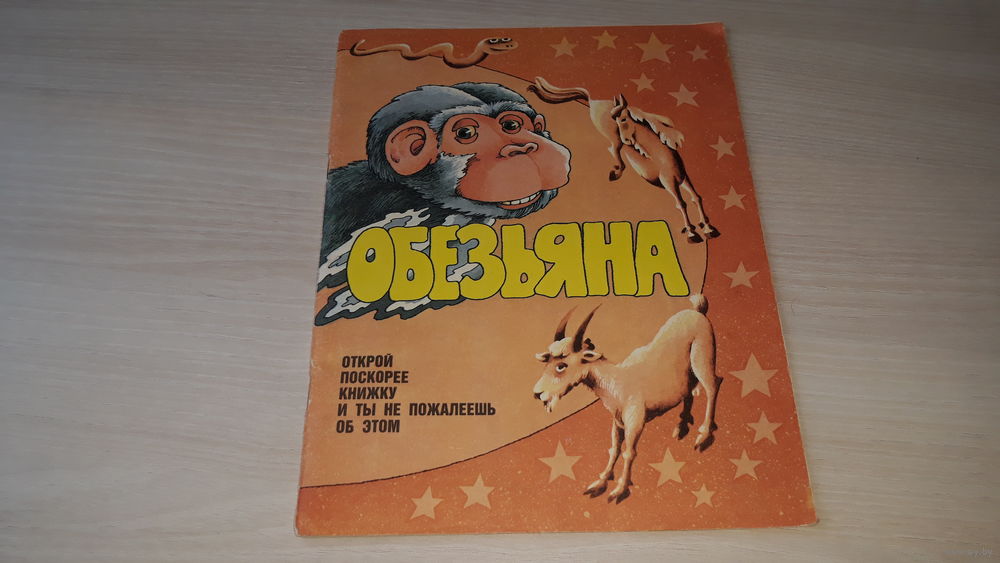 ОБЕЗЬЯНА
ОТКРОЙ
ПОСКОРЕЕ
КНИЖКУ
И ТЫ НЕ ПОЖАЛЕЕШЬ
ОБ ЭТОМ